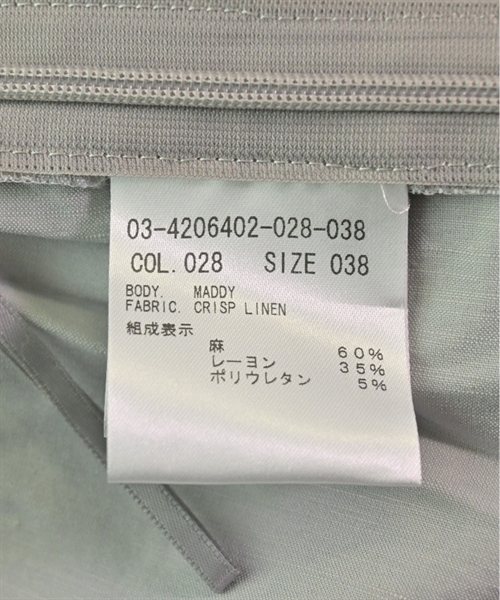 03-4206402-028-038
COL. 028 SIZE 038
BODY. MADDY
FABRIC. CRISP LINEN
組成表示
麻 60%
レーヨン 35%
ポリウレタン 5%